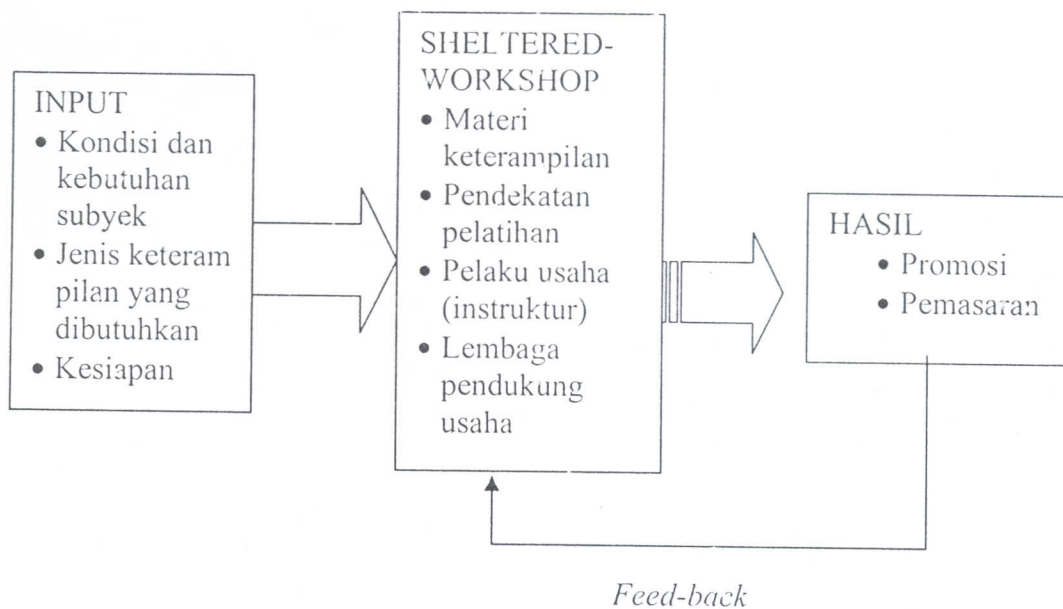 INPUT
• Kondisi dan
kebutuhan
subyek
• Jenis keteram
pilan yang
dibutuhkan
• Kesiapan
SHELTERED-
WORKSHOP
• Materi
keterampilan
• Pendekatan
pelatihan
• Pelaku usaha
(instruktur)
• Lembaga
pendukung
usaha
HASIL
• Promosi
• Pemasaran
Feed-back